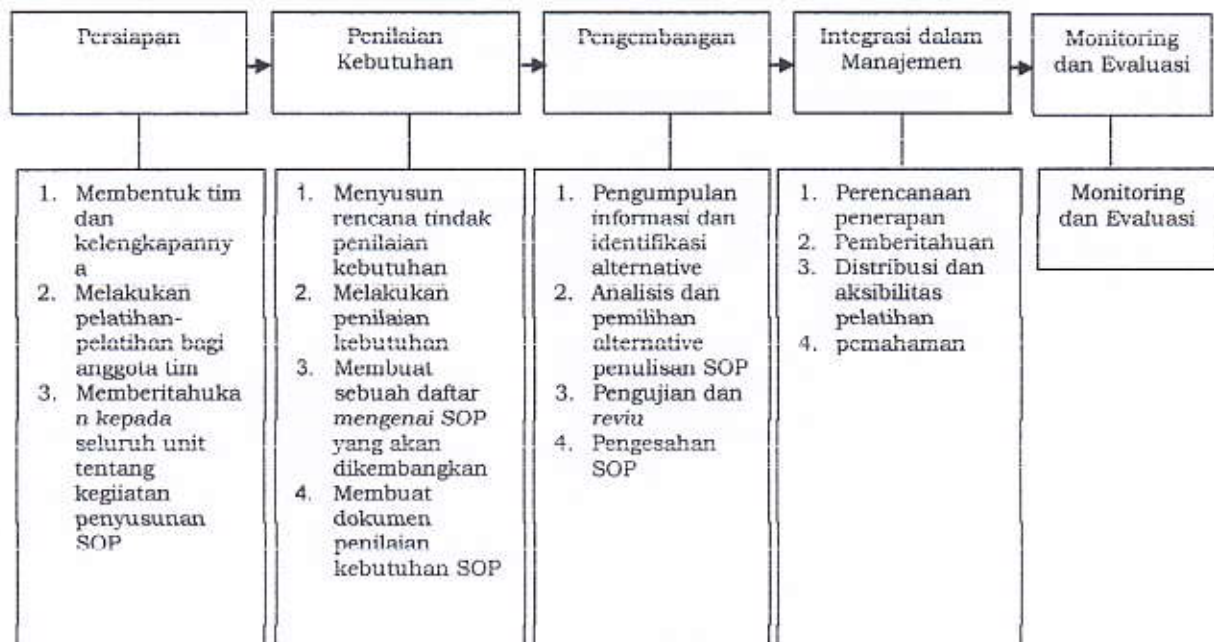 Persiapan
Penilaian
Kebutuhan
Pengembangan
Integrasi dalam
Manajemen
Monitoring
dan Evaluasi
1. Membentuk tim
dan
kelengkapanny
a
2. Melakukan
pelatihan-
pelatihan bagi
anggota tim
3. Memberitahuka
n kepada
seluruh unit
tentang
kegiiatan
penyusunan
SOP
1. Menyusun
rencana tindak
penilaian
kebutuhan
2. Melakukan
penilaian
kebutuhan
3. Membuat
sebuah daftar
mengenai SOP
yang akan
dikembangkan
4. Membuat
dokumen
penilaian
kebutuhan SOP
1. Pengumpulan
informasi dan
identifikasi
alternative
2. Analisis dan
pemilihan
alternative
penulisan SOP
3. Pengujian dan
reviu
4. Pengesahan
SOP
1. Perencanaan
penerapan
2. Pemberitahuan
3. Distribusi dan
aksibilitas
pelatihan
4. pemahaman
Monitoring
dan Evaluasi